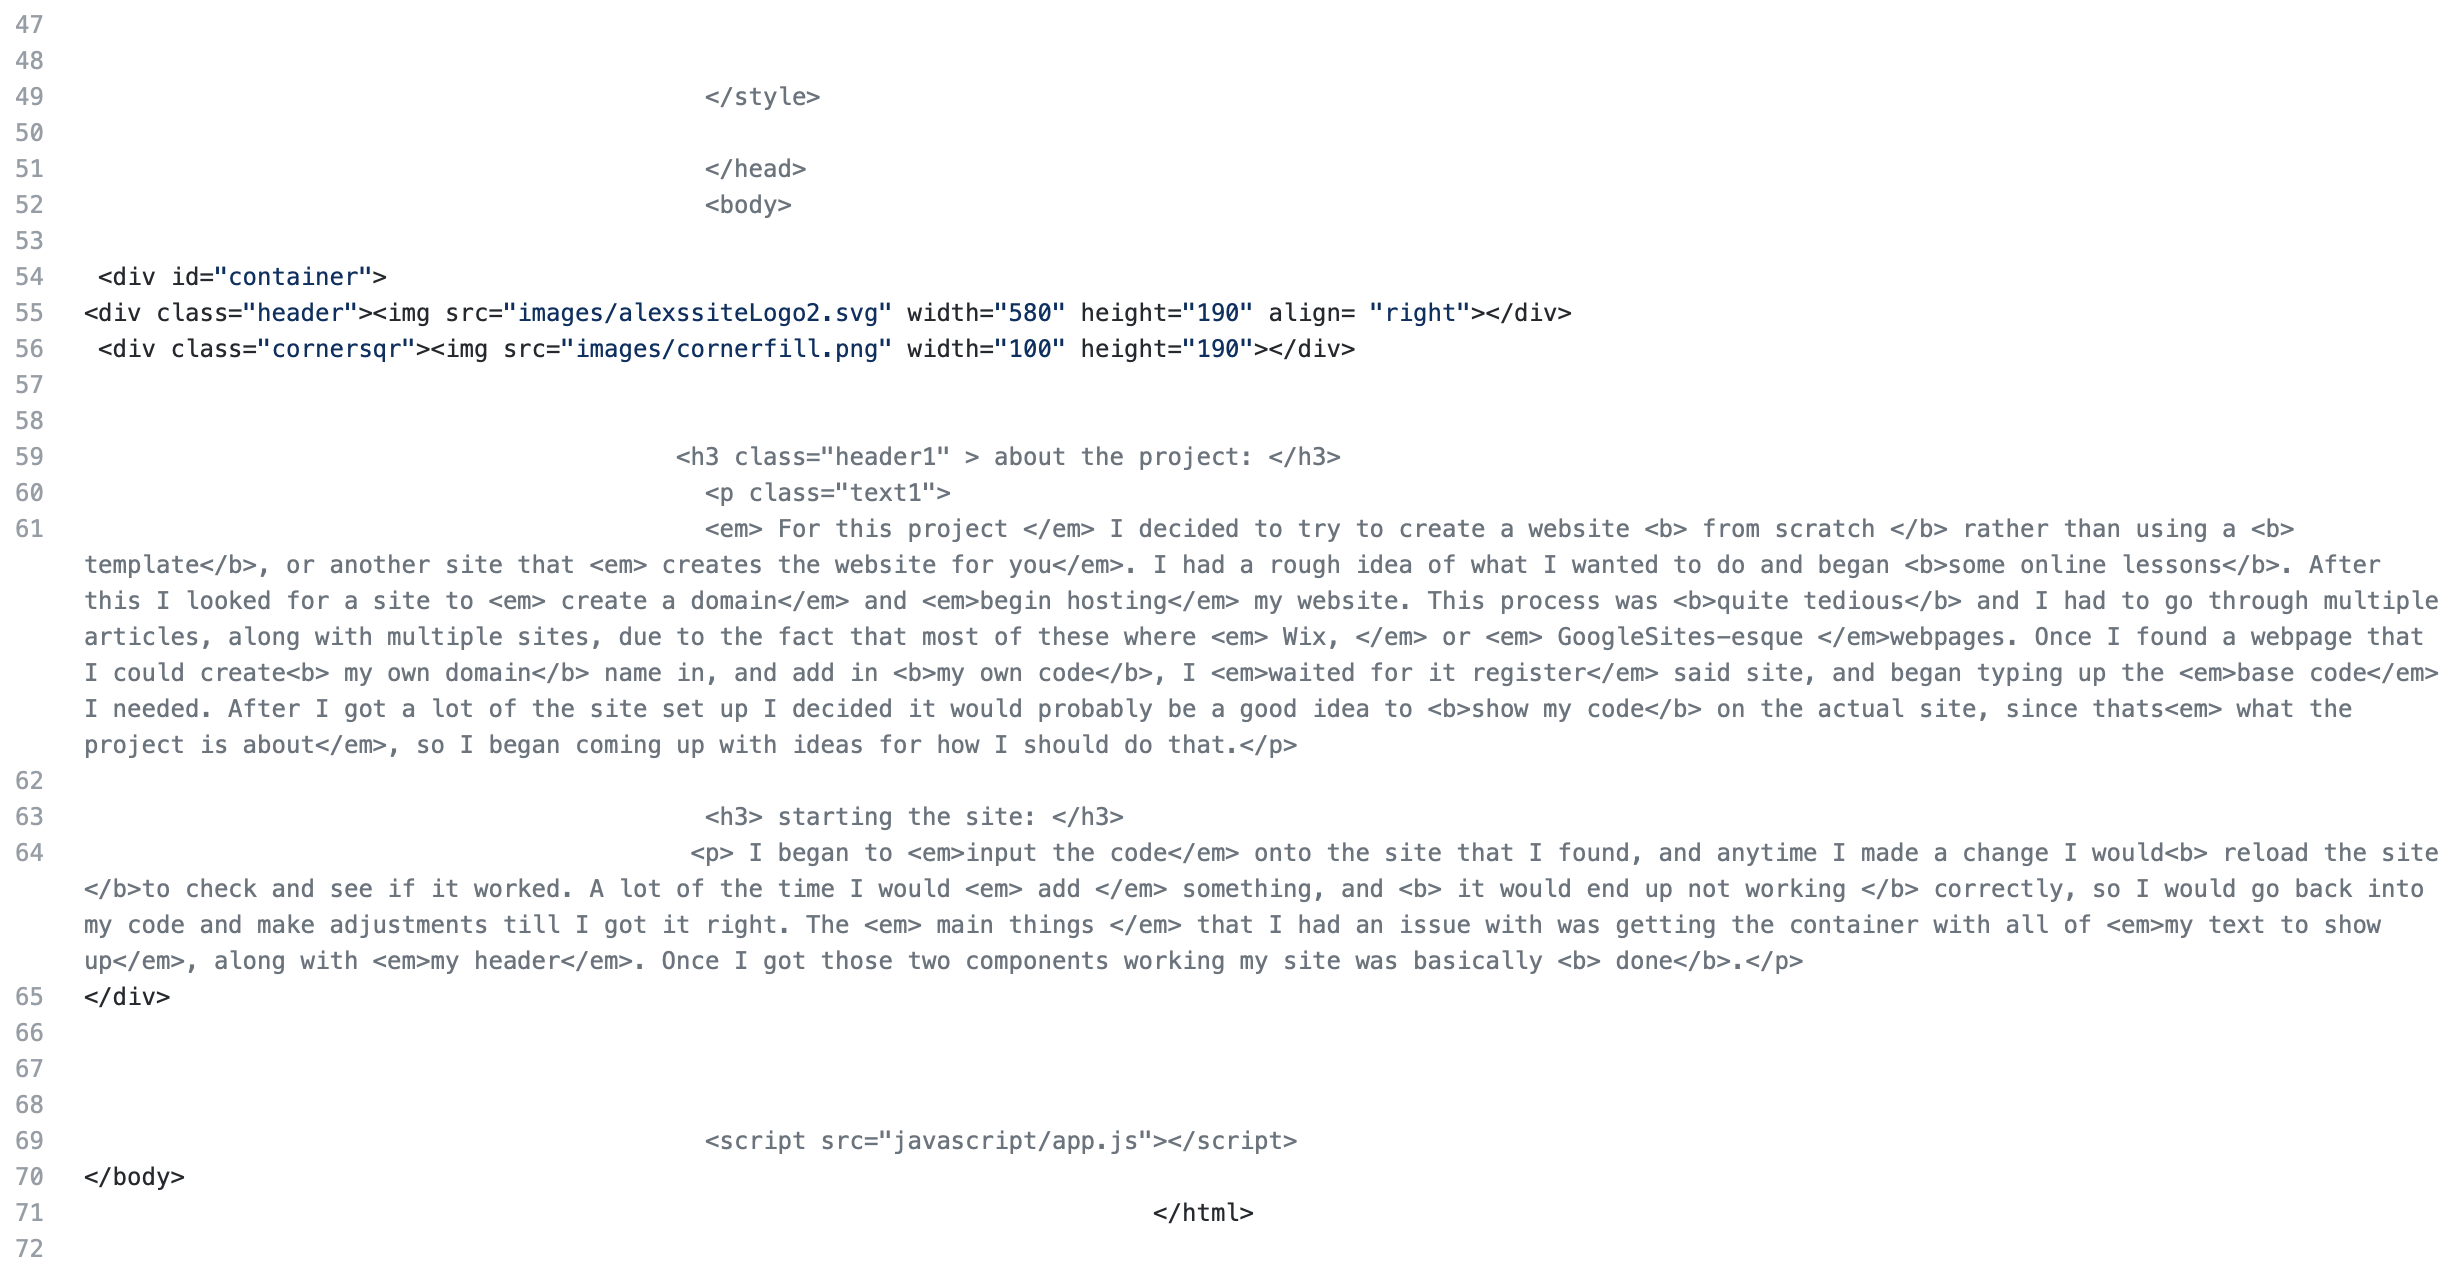 47
48
49 </style>
50
51 </head>
52 <body>
53
54 <div id="container">
55 <div class="header"><img src="images/alexssiteLogo2.svg" width="580" height="190" align= "right"></div>
56 <div class="cornersqr"><img src="images/cornerfill.png" width="100" height="190"></div>
57
58
59 <h3 class="header1" > about the project: </h3>
60 <p class="text1">
61 <em> For this project </em> I decided to try to create a website <b> from scratch </b> rather than using a <b>
template</b>, or another site that <em> creates the website for you</em>. I had a rough idea of what I wanted to do and began <b>some online lessons</b>. After
this I looked for a site to <em> create a domain</em> and <em>begin hosting</em> my website. This process was <b>quite tedious</b> and I had to go through multiple
articles, along with multiple sites, due to the fact that most of these where <em> Wix, </em> or <em> GoogleSites-esque </em>webpages. Once I found a webpage that
I could create<b> my own domain</b> name in, and add in <b>my own code</b>, I <em>waited for it register</em> said site, and began typing up the <em>base code</em>
I needed. After I got a lot of the site set up I decided it would probably be a good idea to <b>show my code</b> on the actual site, since thats<em> what the
project is about</em>, so I began coming up with ideas for how I should do that.</p>
62
63 <h3> starting the site: </h3>
64 <p> I began to <em>input the code</em> onto the site that I found, and anytime I made a change I would<b> reload the site
</b>to check and see if it worked. A lot of the time I would <em> add </em> something, and <b> it would end up not working </b> correctly, so I would go back into
my code and make adjustments till I got it right. The <em> main things </em> that I had an issue with was getting the container with all of <em>my text to show
up</em>, along with <em>my header</em>. Once I got those two components working my site was basically <b> done</b>.</p>
65 </div>
66
67
68
69 <script src="javascript/app.js"></script>
70 </body>
71 </html>
72